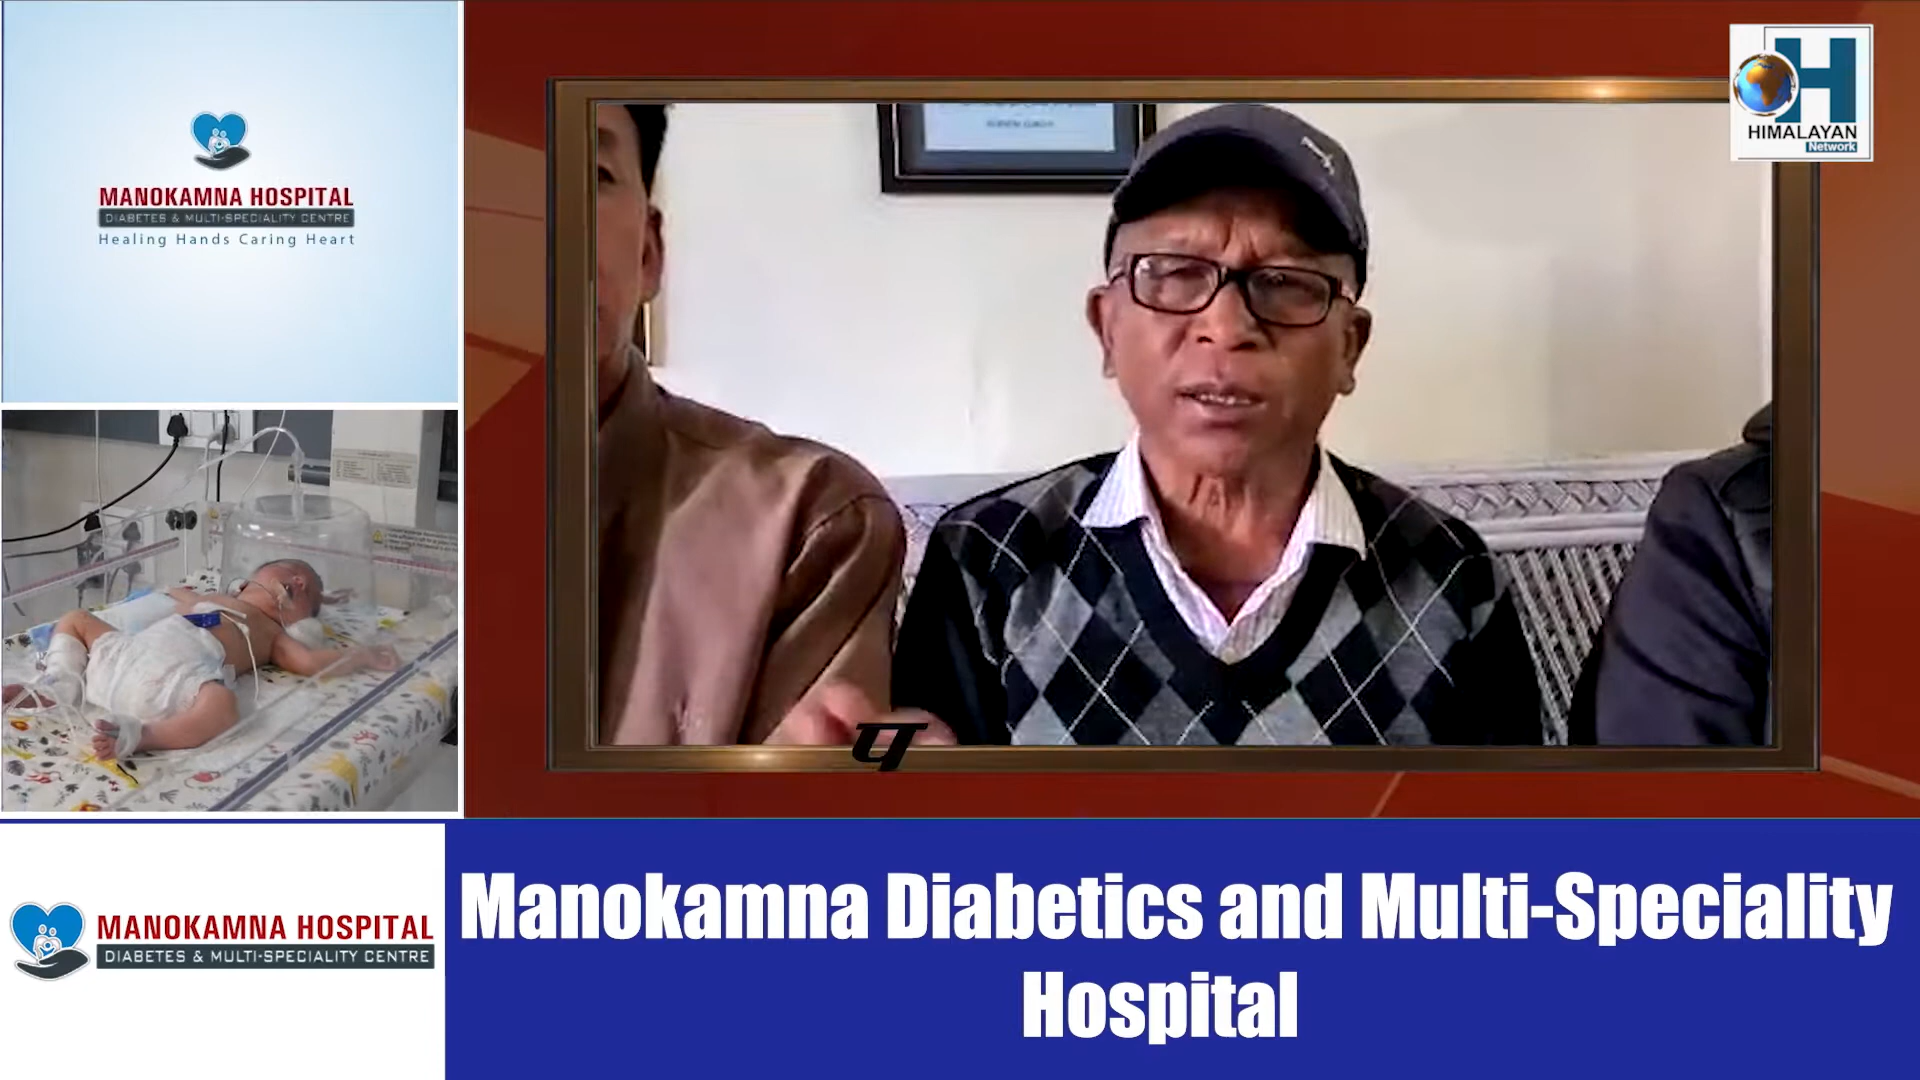 MANOKAMNA HOSPITAL
DIABETES & MULTI-SPECIALITY CENTRE
Healing Hands Caring Heart
H
HIMALAYAN
Network
प
MANOKAMNA HOSPITAL
DIABETES & MULTI-SPECIALITY CENTRE
Manokamna Diabetics and Multi-Speciality
Hospital